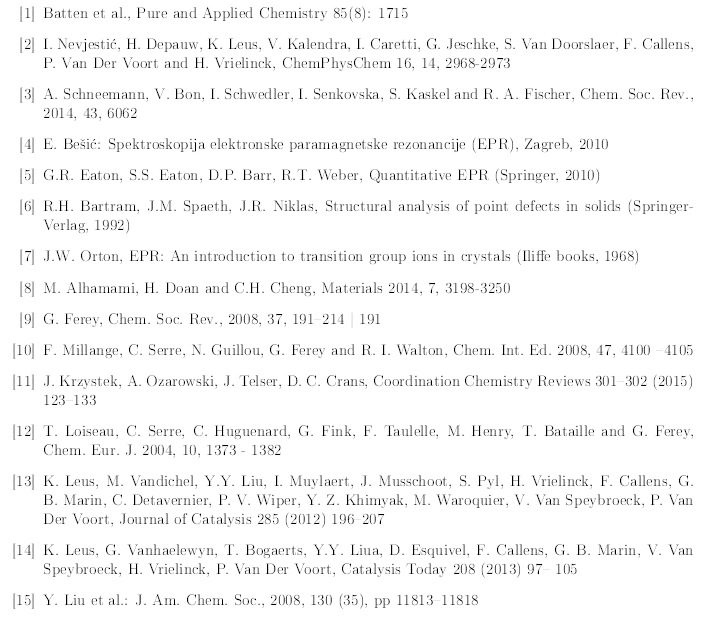 [1] Batten et al., Pure and Applied Chemistry 85(8): 1715
[2] I. Nevjestić, H. Depauw, K. Leus, V. Kalendra, I. Caretti, G. Jeschke, S. Van Doorslaer, F. Callens,
P. Van Der Voort and H. Vrielinck, ChemPhysChem 16, 14, 2968-2973
[3] A. Schneemann, V. Bon, I. Schwedler, I. Senkovska, S. Kaskel and R. A. Fischer, Chem. Soc. Rev.,
2014, 43, 6062
[4] E. Bešić: Spektroskopija elektronske paramagnetske rezonancije (EPR), Zagreb, 2010
[5] G.R. Eaton, S.S. Eaton, D.P. Barr, R.T. Weber, Quantitative EPR (Springer, 2010)
[6] R.H. Bartram, J.M. Spaeth, J.R. Niklas, Structural analysis of point defects in solids (Springer-
Verlag, 1992)
[7] J.W. Orton, EPR: An introduction to transition group ions in crystals (Iliffe books, 1968)
[8] M. Alhamami, H. Doan and C.H. Cheng, Materials 2014, 7, 3198-3250
[9] G. Ferey, Chem. Soc. Rev., 2008, 37, 191–214 | 191
[10] F. Millange, C. Serre, N. Guillou, G. Ferey and R. I. Walton, Chem. Int. Ed. 2008, 47, 4100 –4105
[11] J. Krzystek, A. Ozarowski, J. Telser, D. C. Crans, Coordination Chemistry Reviews 301–302 (2015)
123–133
[12] T. Loiseau, C. Serre, C. Huguenard, G. Fink, F. Taulelle, M. Henry, T. Bataille and G. Ferey,
Chem. Eur. J. 2004, 10, 1373 - 1382
[13] K. Leus, M. Vandichel, Y.Y. Liu, I. Muylaert, J. Musschoot, S. Pyl, H. Vrielinck, F. Callens, G.
B. Marin, C. Detavernier, P. V. Wiper, Y. Z. Khimyak, M. Waroquier, V. Van Speybroeck, P. Van
Der Voort, Journal of Catalysis 285 (2012) 196–207
[14] K. Leus, G. Vanhaelewyn, T. Bogaerts, Y.Y. Liua, D. Esquivel, F. Callens, G. B. Marin, V. Van
Speybroeck, H. Vrielinck, P. Van Der Voort, Catalysis Today 208 (2013) 97– 105
[15] Y. Liu et al.: J. Am. Chem. Soc., 2008, 130 (35), pp 11813–11818